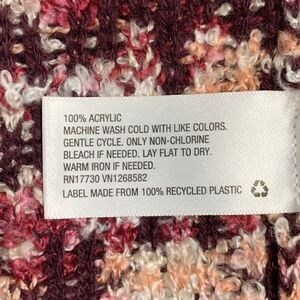 100% ACRYLIC
MACHINE WASH COLD WITH LIKE COLORS.
GENTLE CYCLE. ONLY NON-CHLORINE
BLEACH IF NEEDED. LAY FLAT TO DRY.
WARM IRON IF NEEDED.
RN17730 VN1268582
LABEL MADE FROM 100% RECYCLED PLASTIC